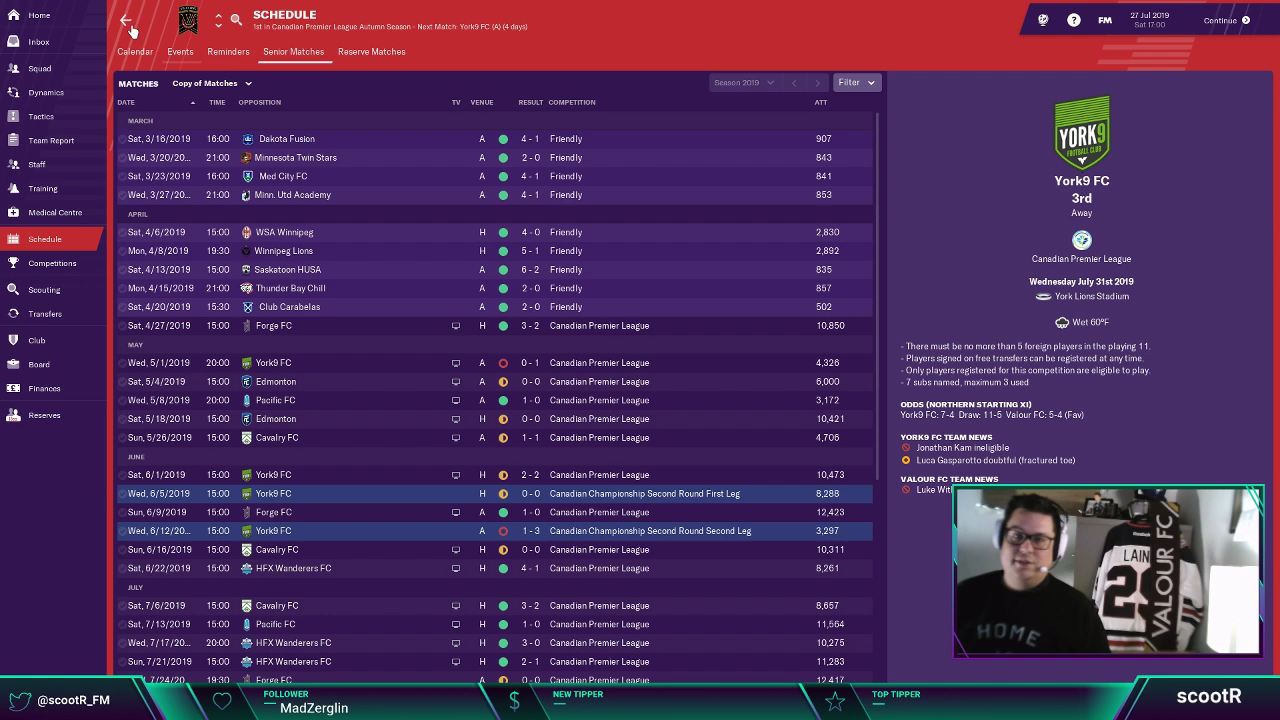 Home
Inbox
Squad
Dynamics
Tactics
Team Report
Staff
Training
Medical Centre
Schedule
Competitions
Scouting
Transfers
Club
Board
Finances
Reserves
SCHEDULE
1st in Canadian Premier League Autumn Season - Next Match: York9 FC (A) (4 days)
FM
27 Jul 2019
Sat 17:00
Continue
Calendar Events Reminders Senior Matches Reserve Matches
MATCHES Copy of Matches Season 2019 Filter
DATE TIME OPPOSITION TV VENUE RESULT COMPETITION ATT
MARCH
Sat, 3/16/2019 16:00 Dakota Fusion A 4 - 1 Friendly 907
Wed, 3/20/20... 21:00 Minnesota Twin Stars A 2 - 0 Friendly 843
Sat, 3/23/2019 16:00 Med City FC A 4 - 1 Friendly 841
Wed, 3/27/20... 21:00 Minn. Utd Academy A 4 - 1 Friendly 853
APRIL
Sat, 4/6/2019 15:00 WSA Winnipeg H 4 - 0 Friendly 2,830
Mon, 4/8/2019 19:30 Winnipeg Lions H 5 - 1 Friendly 2,892
Sat, 4/13/2019 15:00 Saskatoon HUSA A 6 - 2 Friendly 835
Mon, 4/15/2019 21:00 Thunder Bay Chill A 2 - 0 Friendly 857
Sat, 4/20/2019 15:30 Club Carabelas A 2 - 0 Friendly 502
Sat, 4/27/2019 15:00 Forge FC H 3 - 2 Canadian Premier League 10,850
MAY
Wed, 5/1/2019 20:00 York9 FC A 0 - 1 Canadian Premier League 4,326
Sat, 5/4/2019 15:00 Edmonton A 0 - 0 Canadian Premier League 6,000
Wed, 5/8/2019 20:00 Pacific FC A 1 - 0 Canadian Premier League 3,172
Sat, 5/18/2019 15:00 Edmonton H 0 - 0 Canadian Premier League 10,421
Sun, 5/26/2019 15:00 Cavalry FC A 1 - 1 Canadian Premier League 4,706
JUNE
Sat, 6/1/2019 15:00 York9 FC H 2 - 2 Canadian Premier League 10,473
Wed, 6/5/2019 15:00 York9 FC H 0 - 0 Canadian Championship Second Round First Leg 8,288
Sun, 6/9/2019 15:00 Forge FC A 1 - 0 Canadian Premier League 12,423
Wed, 6/12/20... 15:00 York9 FC A 1 - 3 Canadian Championship Second Round Second Leg 3,297
Sun, 6/16/2019 15:00 Cavalry FC H 0 - 0 Canadian Premier League 10,311
Sat, 6/22/2019 15:00 HFX Wanderers FC H 4 - 1 Canadian Premier League 8,261
JULY
Sat, 7/6/2019 15:00 Cavalry FC H 3 - 2 Canadian Premier League 8,657
Sat, 7/13/2019 15:00 Pacific FC A 1 - 0 Canadian Premier League 11,564
Wed, 7/17/20... 20:00 HFX Wanderers FC H 3 - 0 Canadian Premier League 10,275
Sun, 7/21/2019 15:00 HFX Wanderers FC H 2 - 1 Canadian Premier League 11,283
YORK9
FOOTBALL CLUB
York9 FC
3rd
Away
Canadian Premier League
Wednesday July 31st 2019
York Lions Stadium
Wet 60°F
- There must be no more than 5 foreign players in the playing 11.
- Players signed on free transfers can be registered at any time.
- Only players registered for this competition are eligible to play.
- 7 subs named, maximum 3 used
ODDS (NORTHERN STARTING XI)
York9 FC: 7-4 Draw: 11-5 Valour FC: 5-4 (Fav)
YORK9 FC TEAM NEWS
Jonathan Kam ineligible
Luca Gasparotto doubtful (fractured toe)
VALOUR FC TEAM NEWS
Luke
LAIN
2
VALOUR FC
HOME
@scootR_FM
FOLLOWER
MadZerglin
NEW TIPPER
TOP TIPPER
scootR